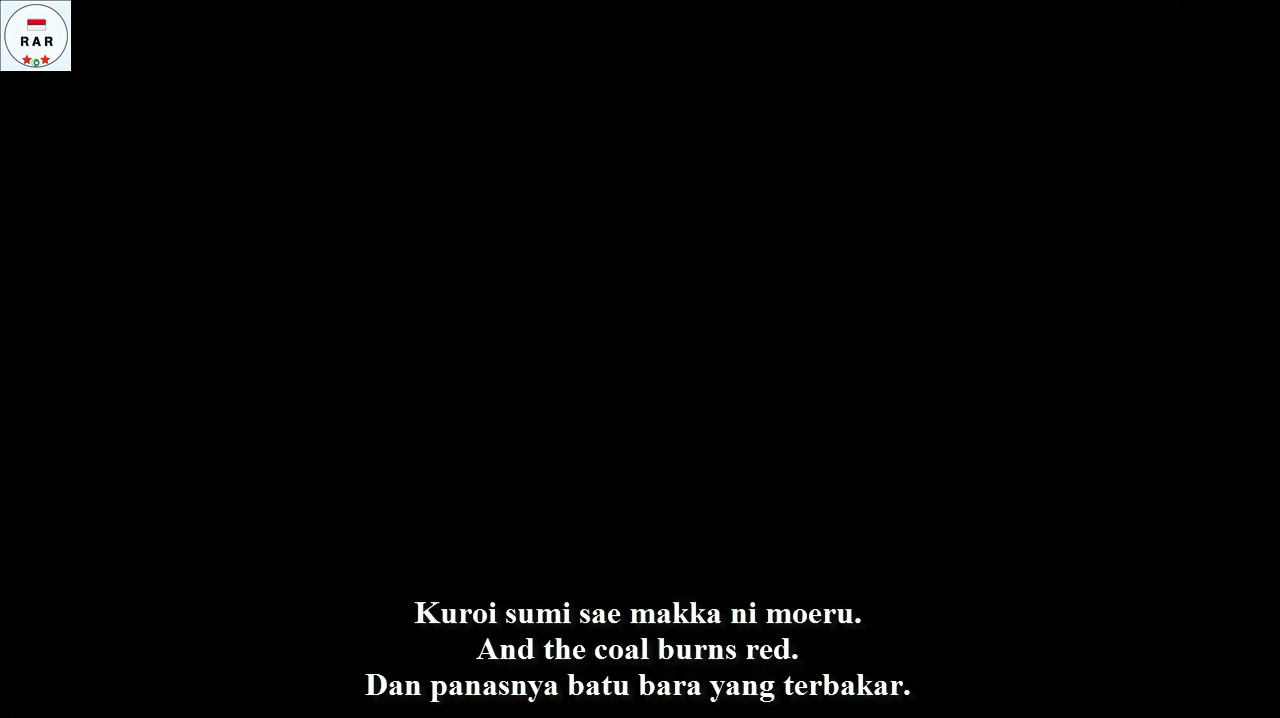 RAR
Kuroi sumi sae makka ni moeru.
And the coal burns red.
Dan panasnya batu bara yang terbakar.